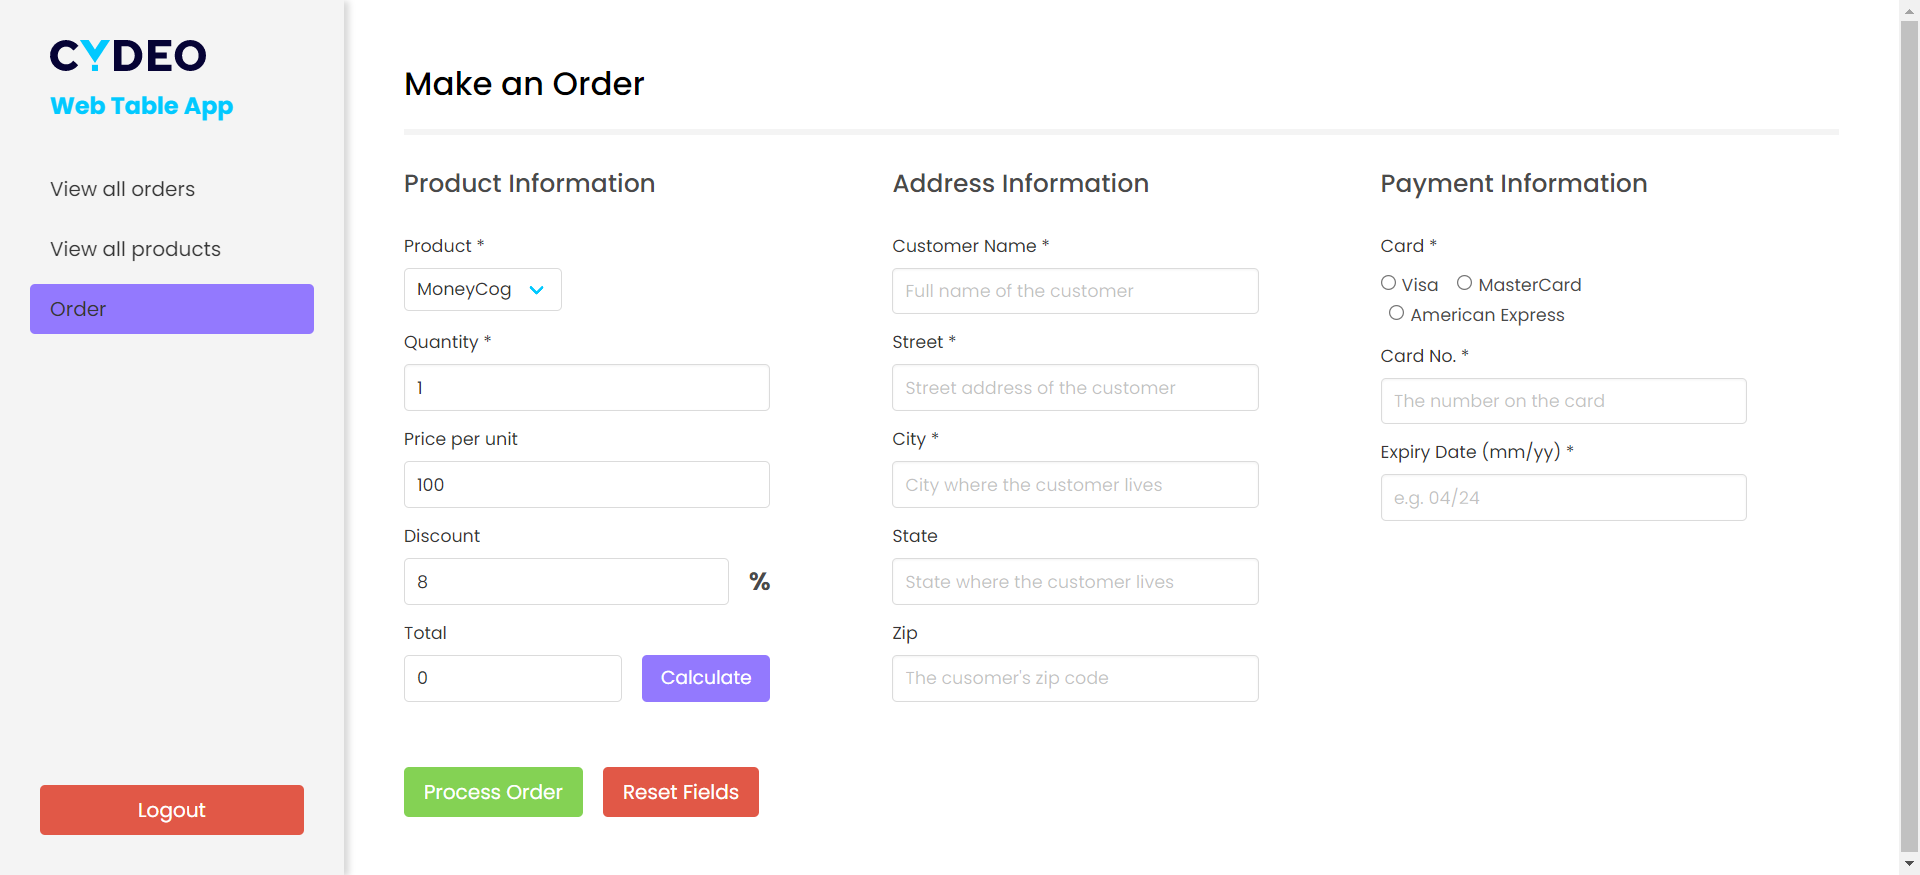 CYDEO
Web Table App
View all orders
View all products
Order
Logout
Make an Order
Product Information
Product *
MoneyCog
Quantity *
1
Price per unit
100
Discount
8 %
Total
0 Calculate
Process Order Reset Fields
Address Information
Customer Name *
Full name of the customer
Street *
Street address of the customer
City *
City where the customer lives
State
State where the customer lives
Zip
The cusomer's zip code
Payment Information
Card *
Visa MasterCard
American Express
Card No. *
The number on the card
Expiry Date (mm/yy) *
e.g. 04/24